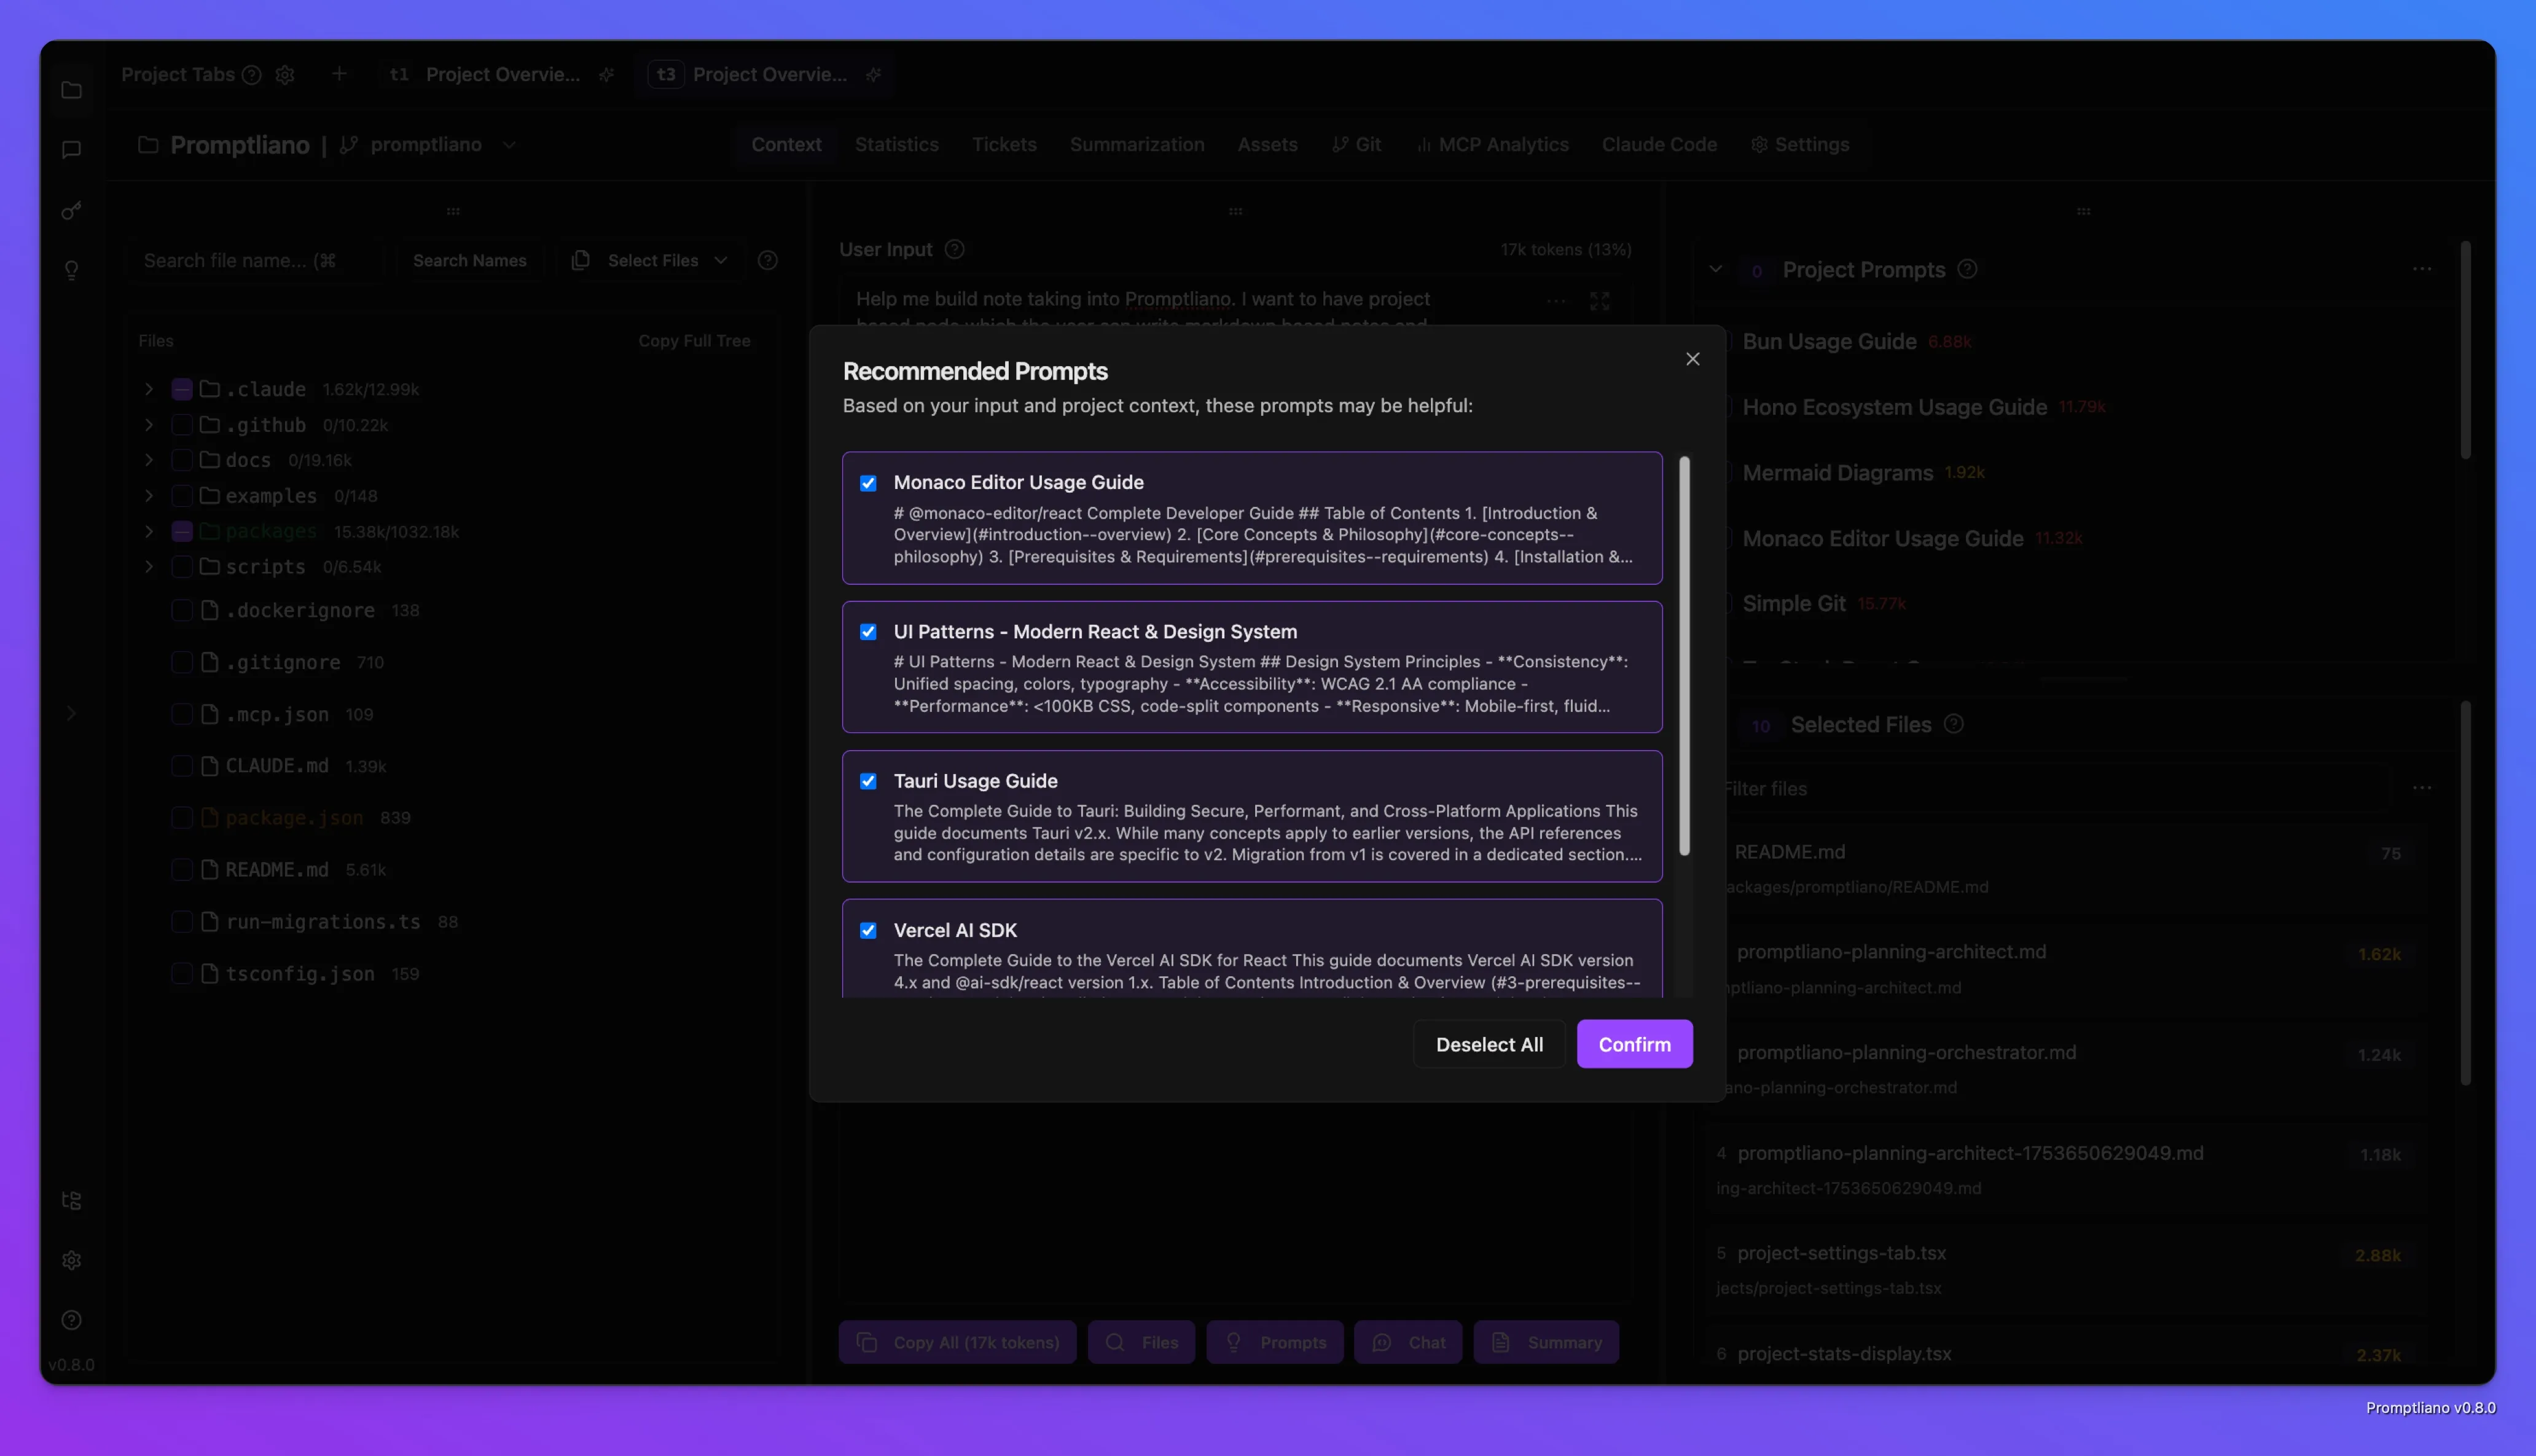 Project Tabs
t1 Project Overvie...
t3 Project Overvie...
Promptliano | promptliano
Context
Statistics
Tickets
Summarization
Assets
Git
MCP Analytics
Claude Code
Settings
Search file name... (⌘
Search Names
Select Files
Files
Copy Full Tree
.claude 1.62k/12.99k
.github 0/10.22k
docs 0/19.16k
examples 0/148
packages 15.38k/1032.18k
scripts 0/6.54k
.dockerignore 138
.gitignore 710
.mcp.json 109
CLAUDE.md 1.39k
package.json 839
README.md 5.61k
run-migrations.ts 88
tsconfig.json 159
v0.8.0
User Input
17k tokens (13%)
Help me build note taking into Promptliano. I want to have project
Recommended Prompts
Based on your input and project context, these prompts may be helpful:
Monaco Editor Usage Guide
# @monaco-editor/react Complete Developer Guide ## Table of Contents 1. [Introduction &
Overview](#introduction--overview) 2. [Core Concepts & Philosophy](#core-concepts--
philosophy) 3. [Prerequisites & Requirements](#prerequisites--requirements) 4. [Installation &...
UI Patterns - Modern React & Design System
# UI Patterns - Modern React & Design System ## Design System Principles - **Consistency**:
Unified spacing, colors, typography - **Accessibility**: WCAG 2.1 AA compliance -
**Performance**: <100KB CSS, code-split components - **Responsive**: Mobile-first, fluid...
Tauri Usage Guide
The Complete Guide to Tauri: Building Secure, Performant, and Cross-Platform Applications This
guide documents Tauri v2.x. While many concepts apply to earlier versions, the API references
and configuration details are specific to v2. Migration from v1 is covered in a dedicated section....
Vercel AI SDK
The Complete Guide to the Vercel AI SDK for React This guide documents Vercel AI SDK version
4.x and @ai-sdk/react version 1.x. Table of Contents Introduction & Overview (#3-prerequisites--
Deselect All
Confirm
Copy All (17k tokens)
Files
Prompts
Chat
Summary
0 Project Prompts
Bun Usage Guide 6.88k
Hono Ecosystem Usage Guide 11.79k
Mermaid Diagrams 1.92k
Monaco Editor Usage Guide 11.32k
Simple Git 15.77k
10 Selected Files
Filter files
README.md 75
ackages/promptliano/README.md
promptliano-planning-architect.md 1.62k
ptliano-planning-architect.md
promptliano-planning-orchestrator.md 1.24k
ano-planning-orchestrator.md
4 promptliano-planning-architect-1753650629049.md 1.18k
ing-architect-1753650629049.md
5 project-settings-tab.tsx 2.88k
jects/project-settings-tab.tsx
6 project-stats-display.tsx 2.37k
Promptliano v0.8.0